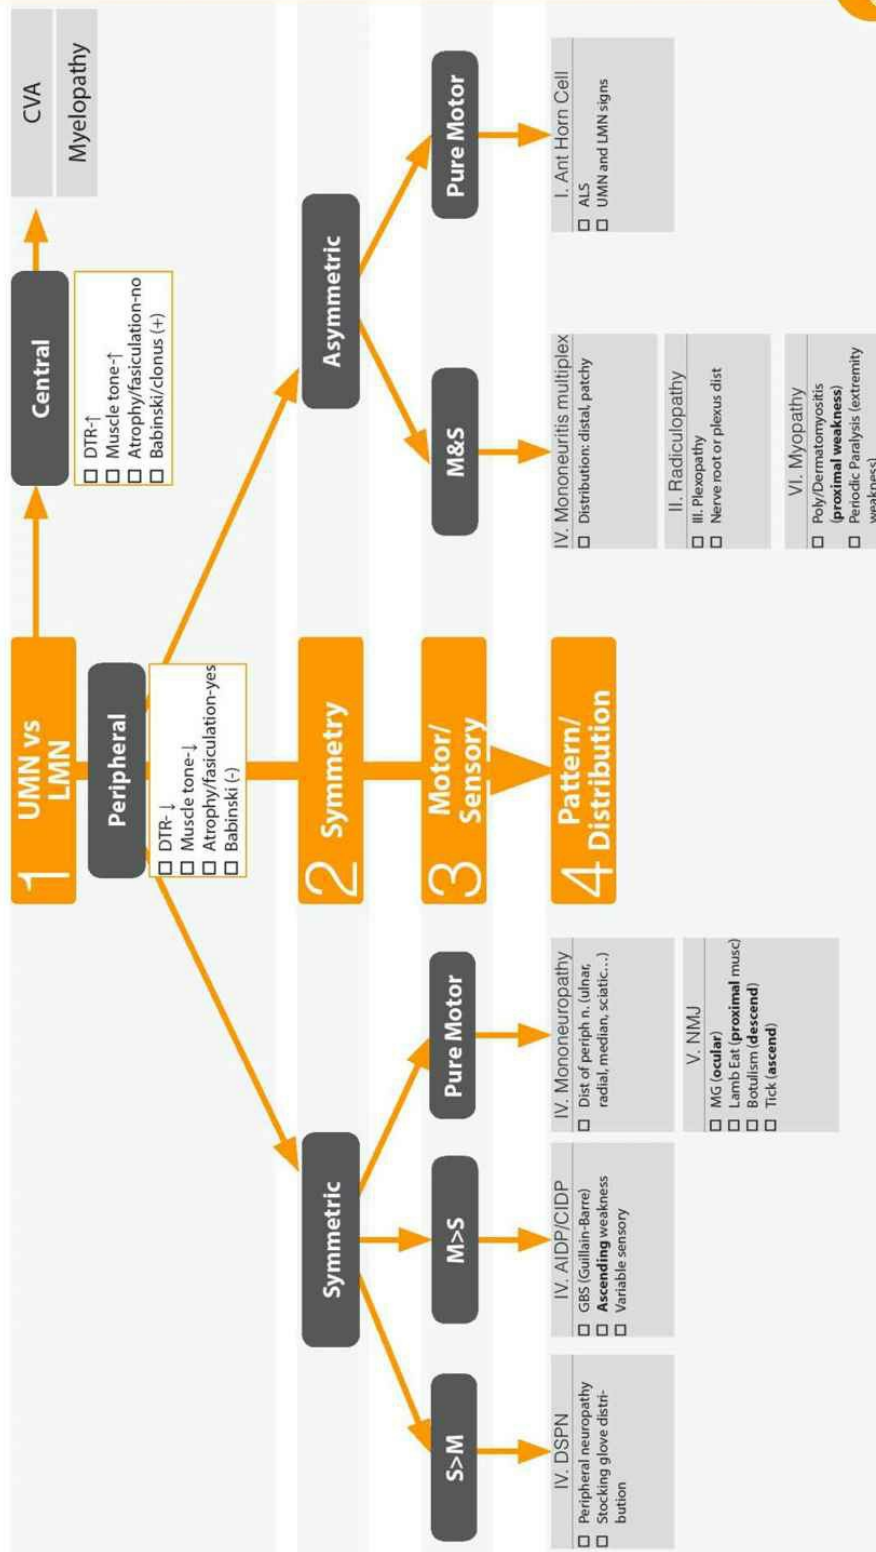 1 UMN vs
LMN
Central
CVA
Myelopathy
☐ DTR-↑
☐ Muscle tone-↑
☐ Atrophy/fasiculation-no
☐ Babinski/clonus (+)
Peripheral
☐ DTR- ↓
☐ Muscle tone-↓
☐ Atrophy/fasiculation-yes
☐ Babinski (-)
Symmetric
2 Symmetry
Asymmetric
S>M
M>S
Pure Motor
3 Motor/
Sensory
M&S
Pure Motor
4 Pattern/
Distribution
IV. DSPN
☐ Peripheral neuropathy
☐ Stocking glove distri-
bution
IV. AIDP/CIDP
☐ GBS (Guillain-Barre)
☐ Ascending weakness
☐ Variable sensory
IV. Mononeuropathy
☐ Dist of periph n. (ulnar,
radial, median, sciatic...)
V. NMJ
☐ MG (ocular)
☐ Lamb Eat (proximal musc)
☐ Botulism (descend)
☐ Tick (ascend)
IV. Mononeuritis multiplex
☐ Distribution: distal, patchy
II. Radiculopathy
☐ III. Plexopathy
☐ Nerve root or plexus dist
VI. Myopathy
☐ Poly/Dermatomyositis
(proximal weakness)
☐ Periodic Paralysis (extremity
weakness)
I. Ant Horn Cell
☐ ALS
☐ UMN and LMN signs